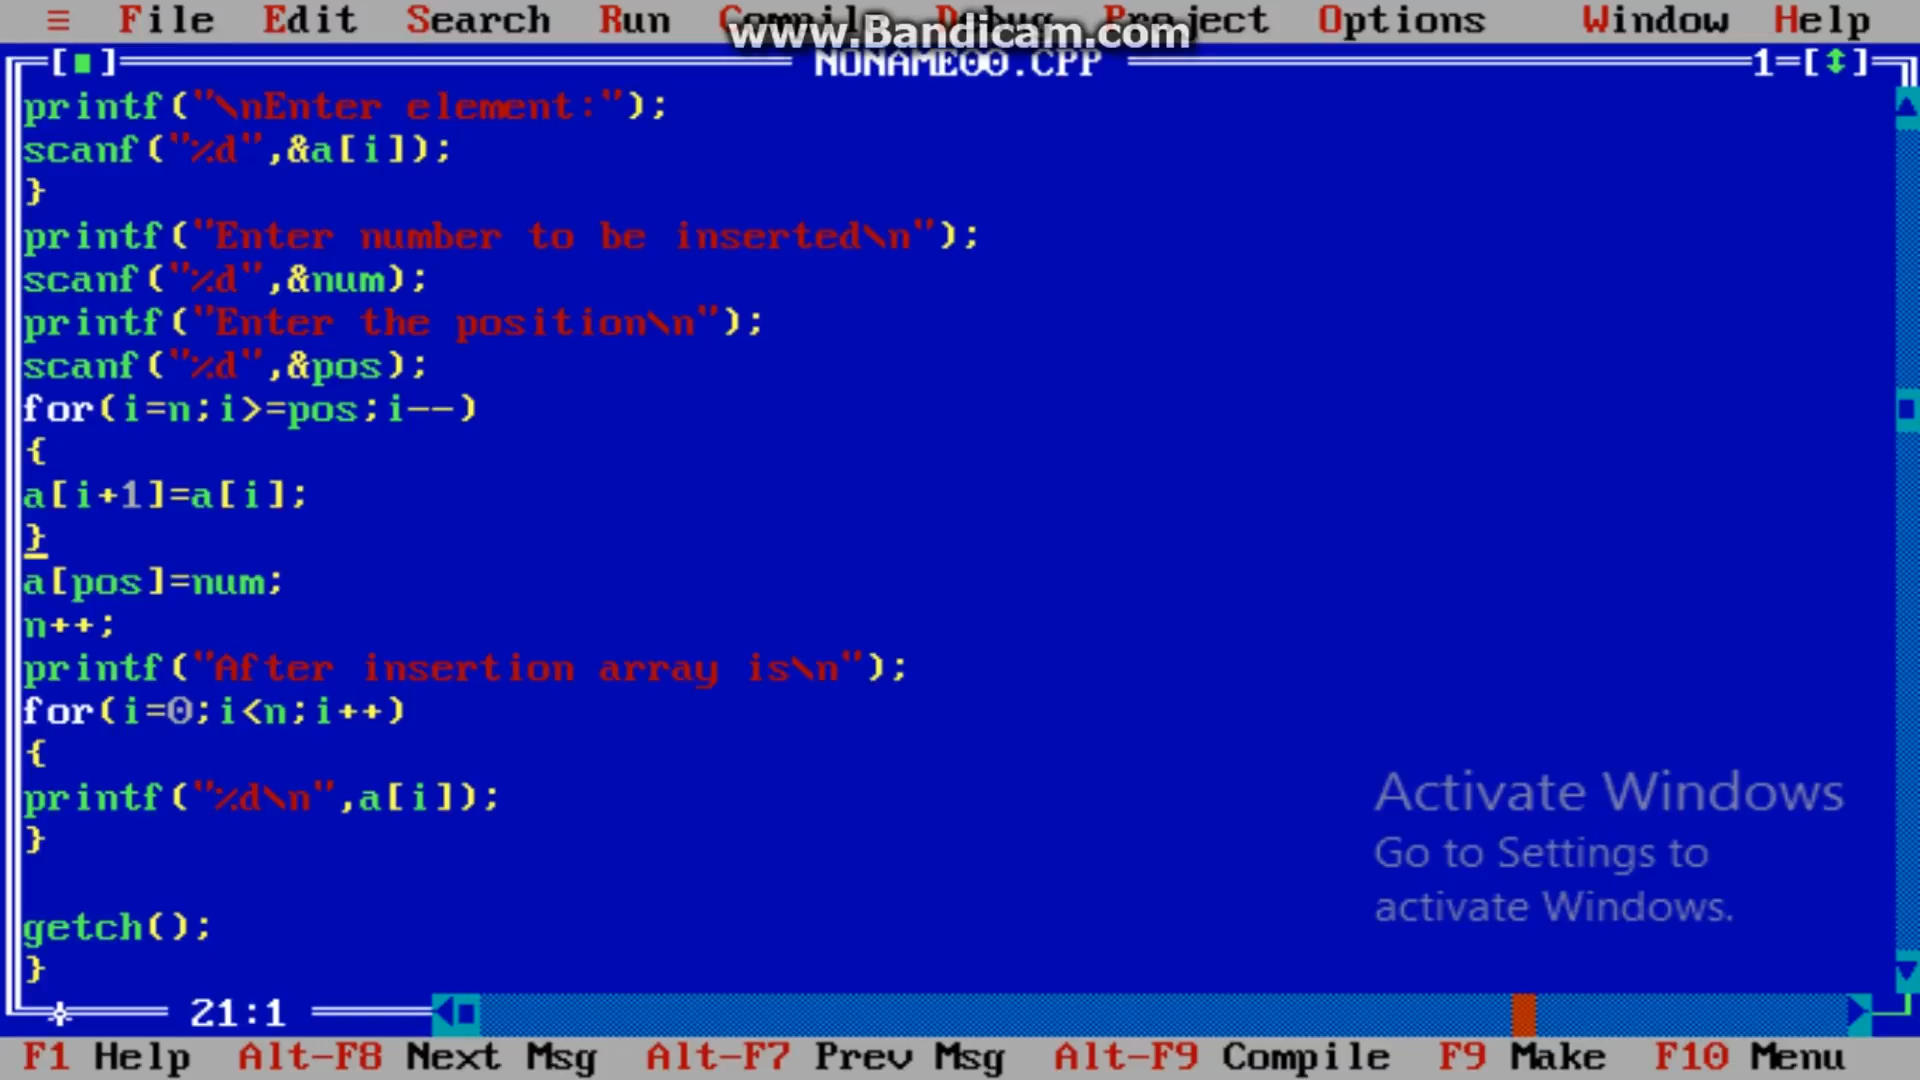 ≡ File Edit Search Run Compile Debug Project Options Window Help
www.Bandicam.com
[■] NONAME00.CPP 1=[↕]
printf("\nEnter element:");
scanf("%d",&a[i]);
}
printf("Enter number to be inserted\n");
scanf("%d",&num);
printf("Enter the position\n");
scanf("%d",&pos);
for(i=n;i>=pos;i--)
{
a[i+1]=a[i];
}
a[pos]=num;
n++;
printf("After insertion array is\n");
for(i=0;i<n;i++)
{
printf("%d\n",a[i]);
}
Activate Windows
Go to Settings to
activate Windows.
getch();
}
21:1
F1 Help Alt-F8 Next Msg Alt-F7 Prev Msg Alt-F9 Compile F9 Make F10 Menu